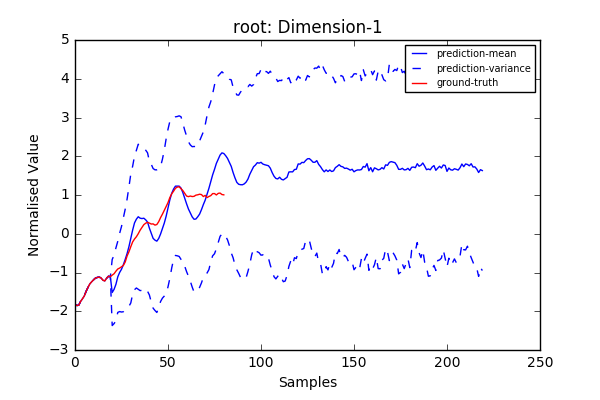 root: Dimension-1
prediction-mean
prediction-variance
ground-truth
Normalised Value
5
4
3
2
1
0
−1
−2
−3
0 50 100 150 200 250
Samples